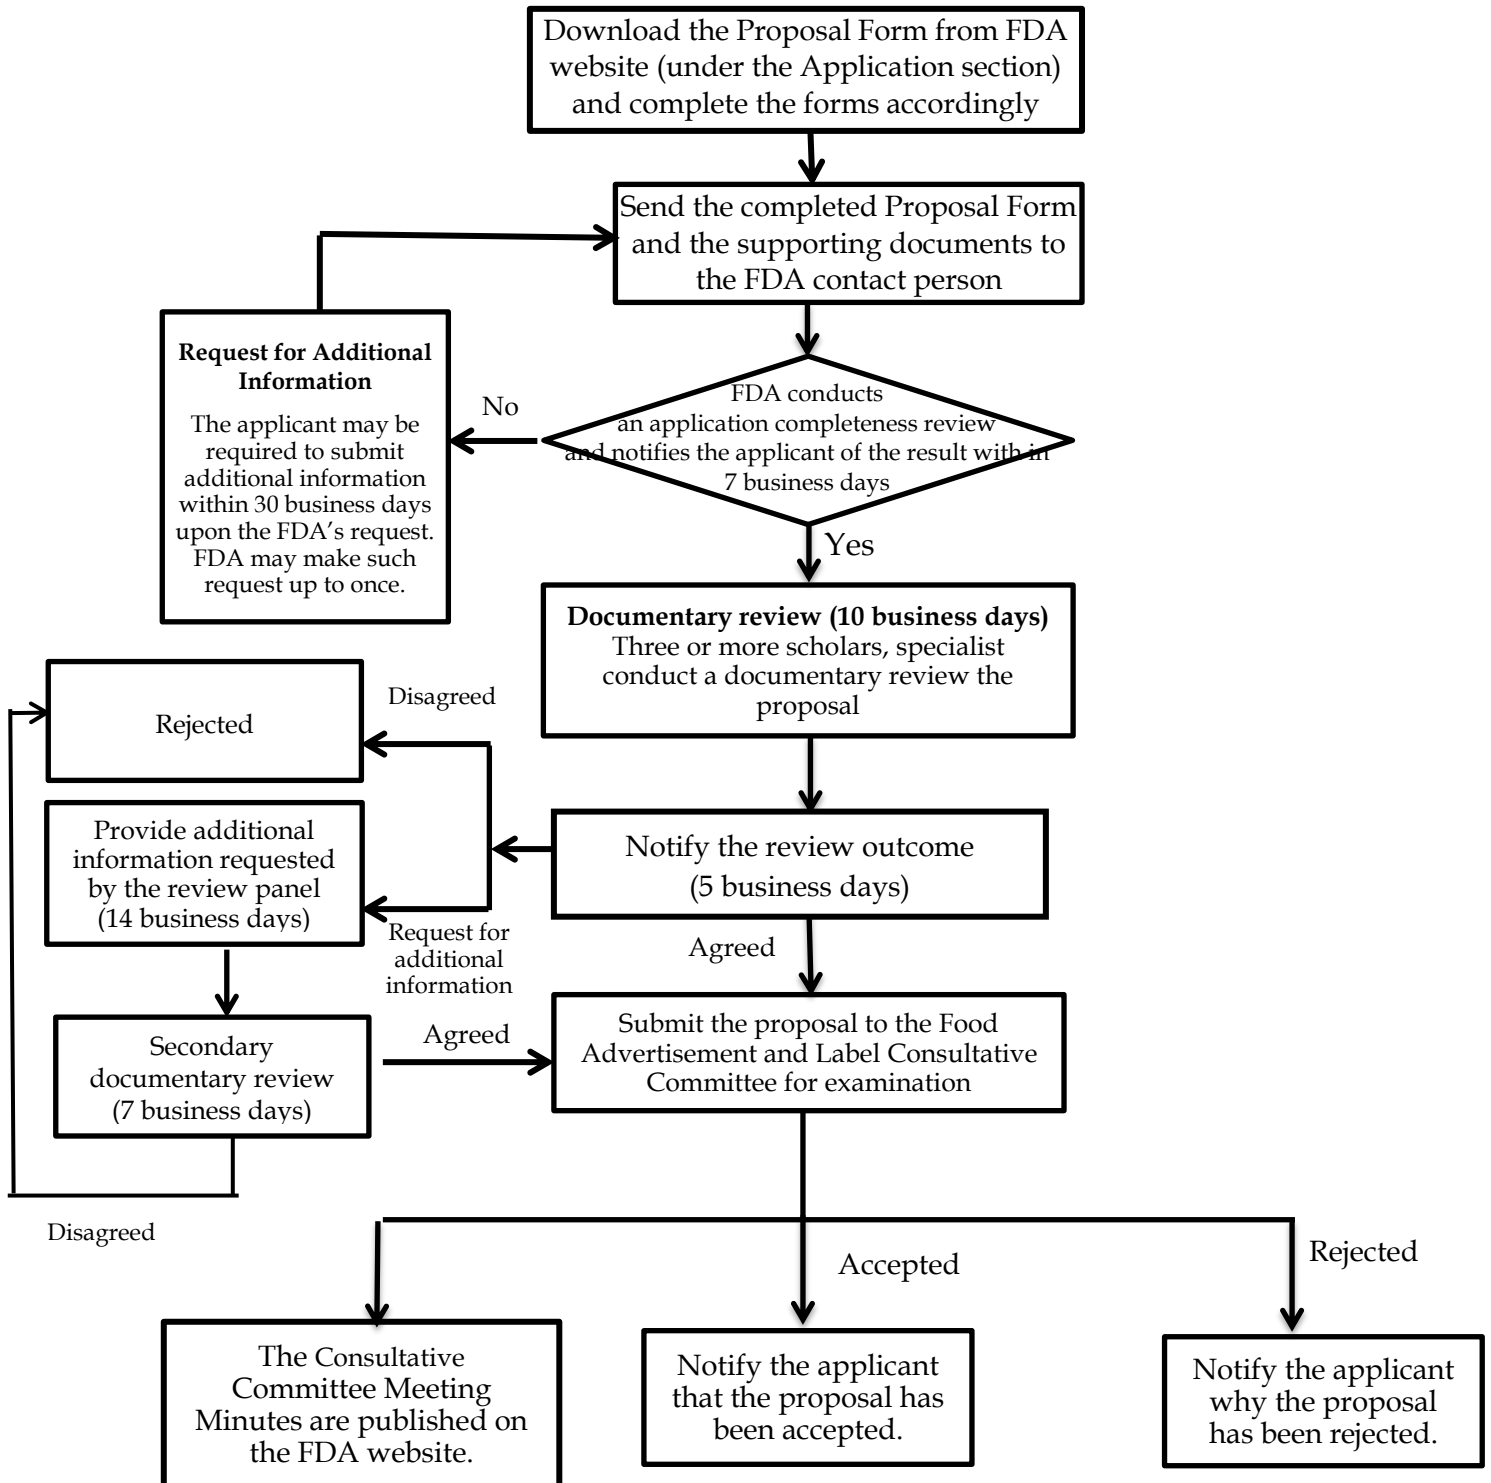 Download the Proposal Form from FDA
website (under the Application section)
and complete the forms accordingly
Send the completed Proposal Form
and the supporting documents to
the FDA contact person
Request for Additional
Information
The applicant may be
required to submit
additional information
within 30 business days
upon the FDA’s request.
FDA may make such
request up to once.
No
FDA conducts
an application completeness review
and notifies the applicant of the result with in
7 business days
Yes
Documentary review (10 business days)
Three or more scholars, specialist
conduct a documentary review the
proposal
Disagreed
Rejected
Provide additional
information requested
by the review panel
(14 business days)
Notify the review outcome
(5 business days)
Request for
additional
information
Agreed
Secondary
documentary review
(7 business days)
Agreed
Submit the proposal to the Food
Advertisement and Label Consultative
Committee for examination
Disagreed
Accepted
Rejected
The Consultative
Committee Meeting
Minutes are published on
the FDA website.
Notify the applicant
that the proposal has
been accepted.
Notify the applicant
why the proposal
has been rejected.